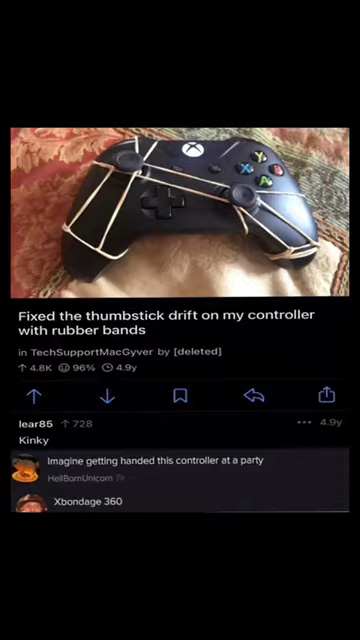 Y
X
B
A
Fixed the thumbstick drift on my controller
with rubber bands
in TechSupportMacGyver by [deleted]
4.8K 96% 4.9y
lear85 728 ... 4.9y
Kinky
Imagine getting handed this controller at a party
HellBornUnicorn 7h
Xbondage 360